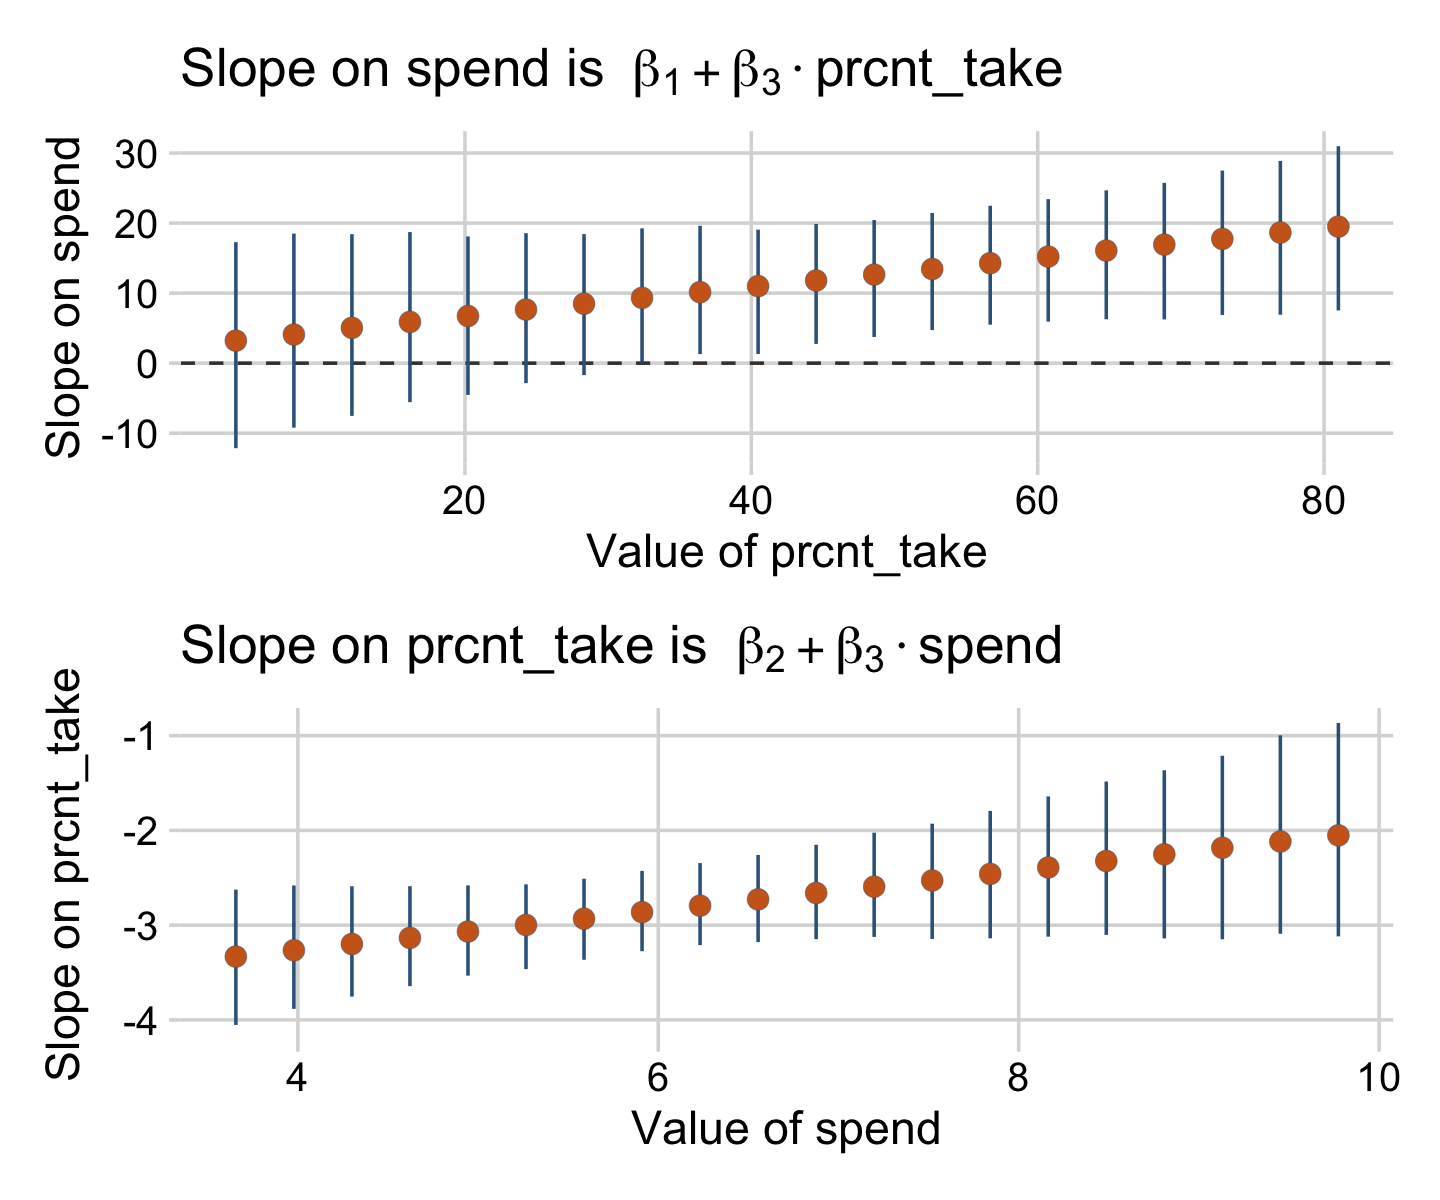 Slope on spend is β₁ + β₃ · prcnt_take
Slope on spend
30
20
10
0
-10
20 40 60 80
Value of prcnt_take
Slope on prcnt_take is β₂ + β₃ · spend
Slope on prcnt_take
-1
-2
-3
-4
4 6 8 10
Value of spend